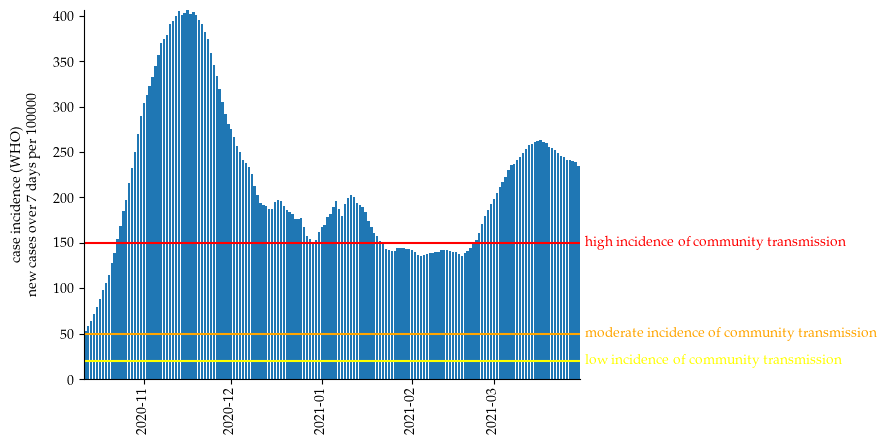 case incidence (WHO)
new cases over 7 days per 100000
400
350
300
250
200
150
100
50
0
high incidence of community transmission
moderate incidence of community transmission
low incidence of community transmission
2020-11
2020-12
2021-01
2021-02
2021-03